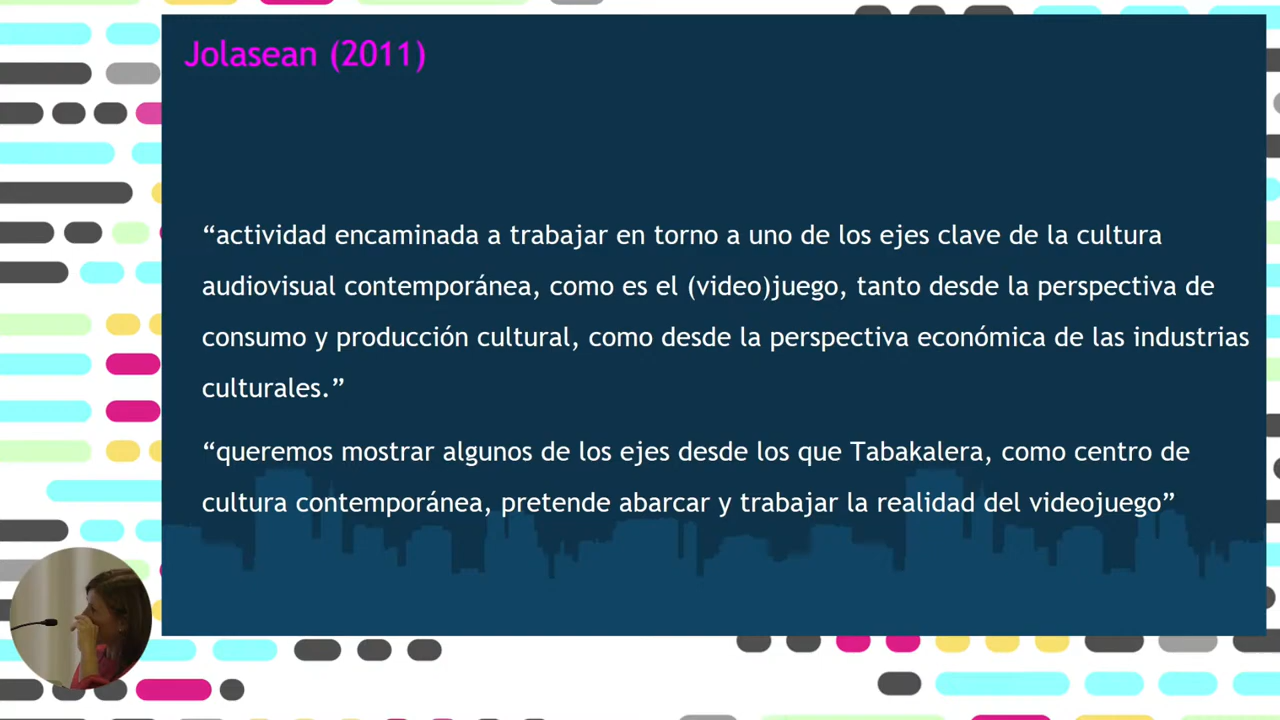 Jolasean (2011)
“actividad encaminada a trabajar en torno a uno de los ejes clave de la cultura
audiovisual contemporánea, como es el (video)juego, tanto desde la perspectiva de
consumo y producción cultural, como desde la perspectiva económica de las industrias
culturales.”
“queremos mostrar algunos de los ejes desde los que Tabakalera, como centro de
cultura contemporánea, pretende abarcar y trabajar la realidad del videojuego”